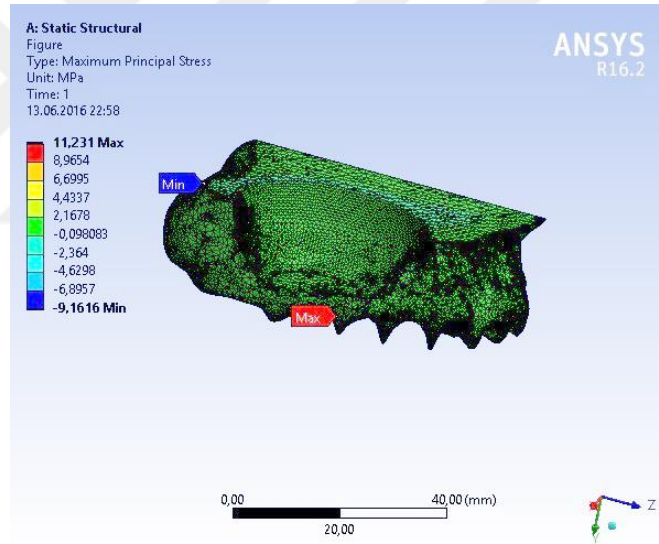 A: Static Structural
Figure
Type: Maximum Principal Stress
Unit: MPa
Time: 1
13.06.2016 22:58
ANSYS
R16.2
11,231 Max
8,9654
6,6995
4,4337
2,1678
-0,098083
-2,364
-4,6298
-6,8957
-9,1616 Min
Min
Max
0,00
40,00 (mm)
20,00
Z